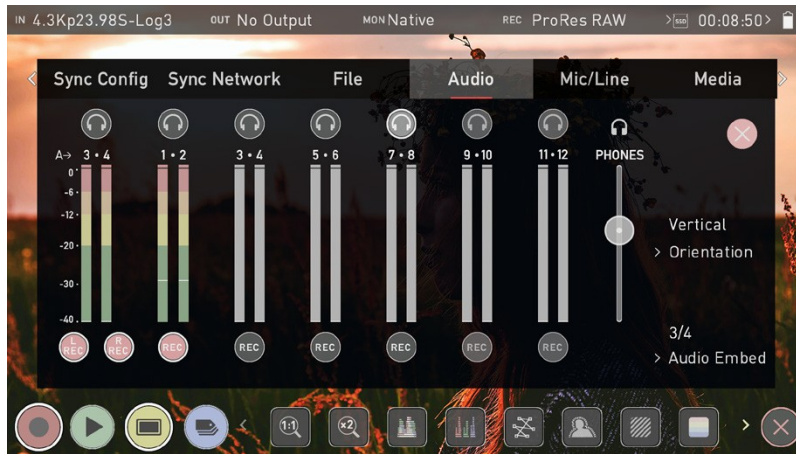 IN 4.3Kp23.98S-Log3 OUT No Output MON Native REC ProRes RAW > SSD 00:08:50 >
< Sync Config Sync Network File Audio Mic/Line Media >
A→ 3 • 4 1 • 2 3 • 4 5 • 6 7 • 8 9 • 10 11 • 12 PHONES
0
-6
-12
-20
-30
-40
Vertical
> Orientation
L REC R REC REC REC REC REC REC REC
3/4
> Audio Embed
< 1:1 ×2 >